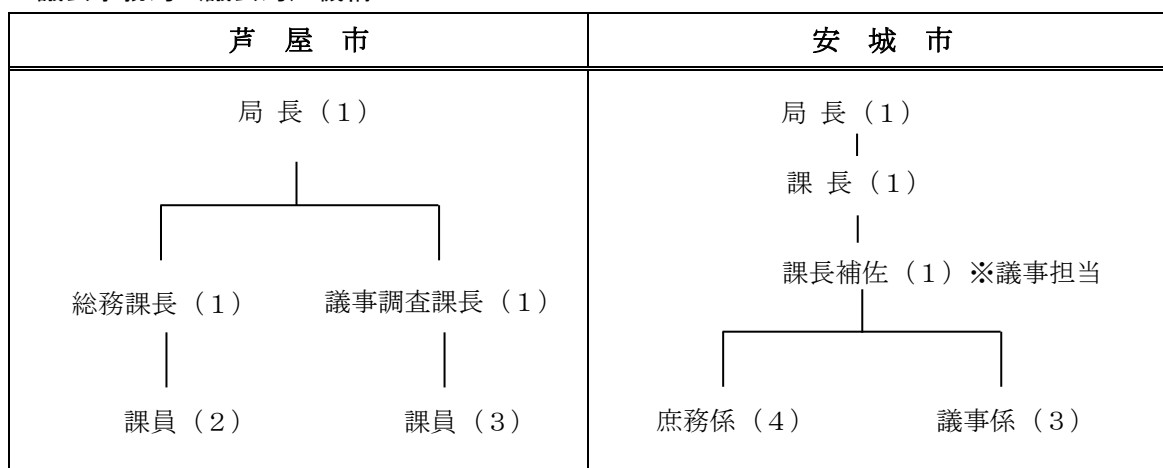 芦 屋 市
安 城 市
局 長（１）
総務課長（１）
議事調査課長（１）
課員（２）
課員（３）
局 長（１）
課 長（１）
課長補佐（１）※議事担当
庶務係（４）
議事係（３）